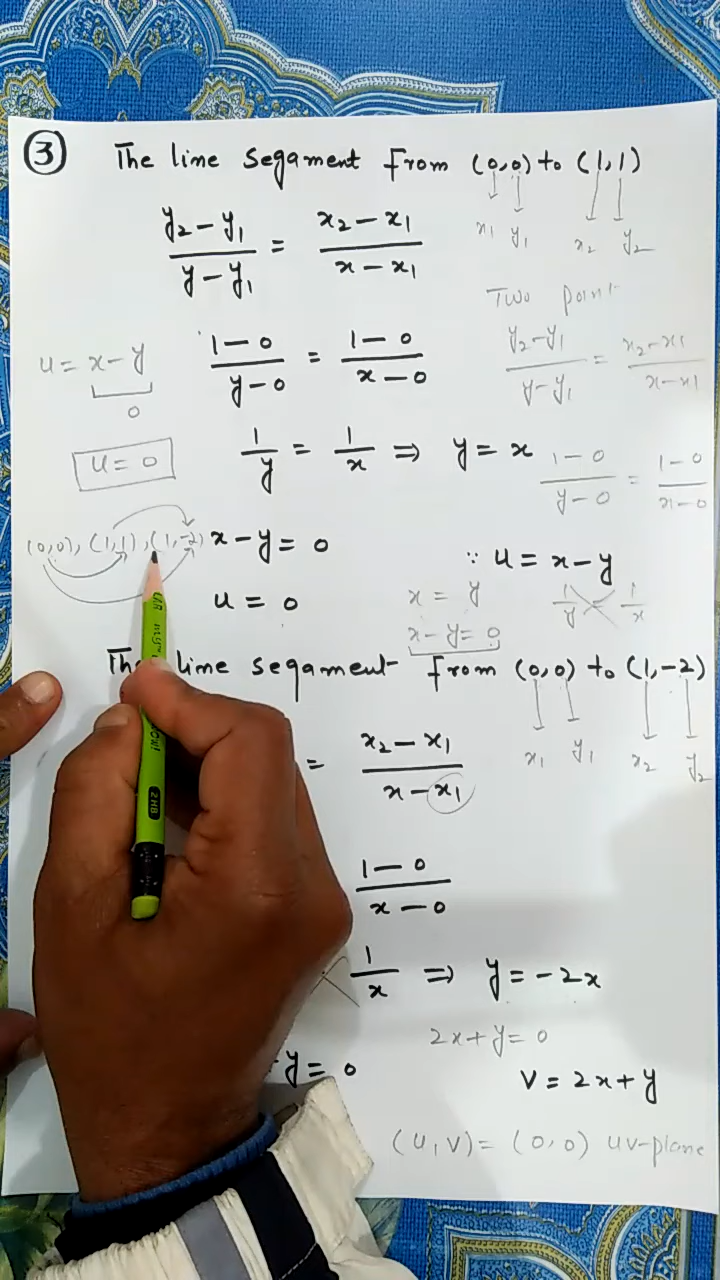 ③ The line segament from (0,0) to (1,1)
x1 y1 x2 y2
y2 - y1 / y - y1 = x2 - x1 / x - x1
Two point
y2-y1 / y-y1 = x2-x1 / x-x1
u = x-y
0
1-0 / y-0 = 1-0 / x-0
u = 0
1/y = 1/x ⇒ y = x
1-0 / y-0 = 1-0 / x-0
(0,0), (1,1), (1,-2)
x - y = 0
∵ u = x - y
u = 0
x = y
1/y 1/x
x-y=0
The line segament from (0,0) to (1,-2)
x1 y1 x2 y2
= x2 - x1 / x - x1
1-0 / x-0
1/x ⇒ y = -2x
2x+y=0
y = 0
v = 2x+y
(u,v) = (0,0) uv-plane
2HB